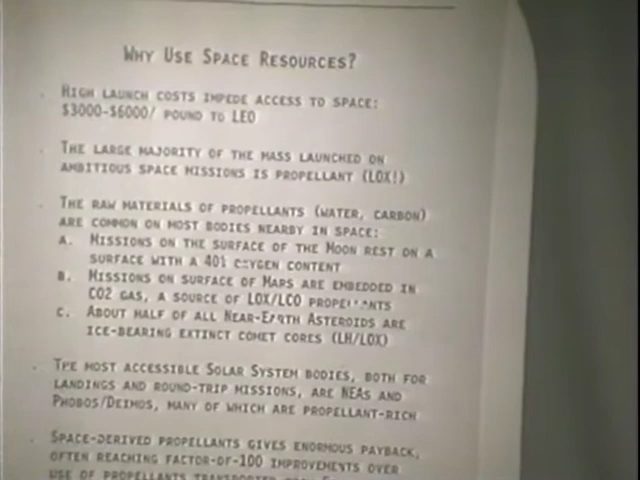 WHY USE SPACE RESOURCES?
. HIGH LAUNCH COSTS IMPEDE ACCESS TO SPACE:
$3000-$6000/ POUND TO LEO
. THE LARGE MAJORITY OF THE MASS LAUNCHED ON
AMBITIOUS SPACE MISSIONS IS PROPELLANT (LOX!)
. THE RAW MATERIALS OF PROPELLANTS (WATER, CARBON)
ARE COMMON ON MOST BODIES NEARBY IN SPACE:
A. MISSIONS ON THE SURFACE OF THE MOON REST ON A
SURFACE WITH A 40% OXYGEN CONTENT
B. MISSIONS ON SURFACE OF MARS ARE EMBEDDED IN
CO2 GAS, A SOURCE OF LOX/LCO PROPELLANTS
C. ABOUT HALF OF ALL NEAR-EARTH ASTEROIDS ARE
ICE-BEARING EXTINCT COMET CORES (LH/LOX)
. THE MOST ACCESSIBLE SOLAR SYSTEM BODIES, BOTH FOR
LANDINGS AND ROUND-TRIP MISSIONS, ARE NEAS AND
PHOBOS/DEIMOS, MANY OF WHICH ARE PROPELLANT-RICH
. SPACE-DERIVED PROPELLANTS GIVES ENORMOUS PAYBACK,
OFTEN REACHING FACTOR-OF-100 IMPROVEMENTS OVER
USE OF PROPELLANTS TRANSPORTED